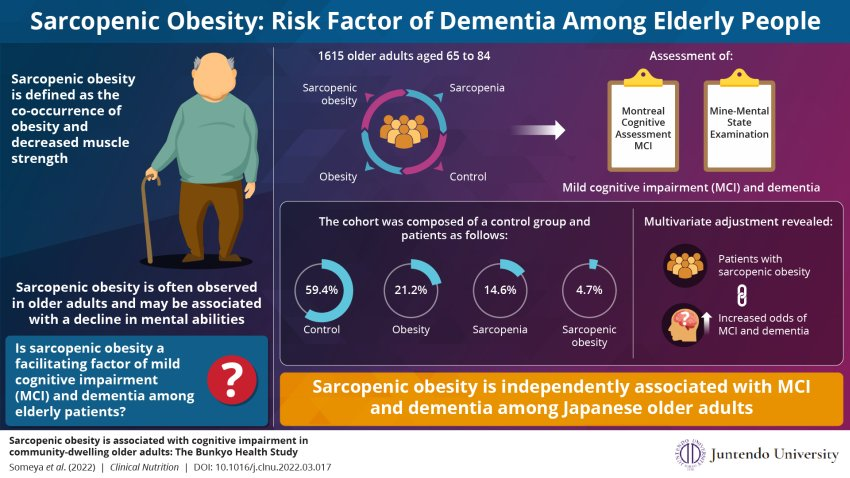 Sarcopenic Obesity: Risk Factor of Dementia Among Elderly People
Sarcopenic obesity
is defined as the
co-occurrence of
obesity and
decreased muscle
strength
Sarcopenic obesity is often observed
in older adults and may be associated
with a decline in mental abilities
Is sarcopenic obesity a
facilitating factor of mild
cognitive impairment
(MCI) and dementia among
elderly patients?
?
1615 older adults aged 65 to 84
Sarcopenic
obesity
Sarcopenia
Obesity
Control
Assessment of:
Montreal
Cognitive
Assessment
MCI
Mine-Mental
State
Examination
Mild cognitive impairment (MCI) and dementia
The cohort was composed of a control group and
patients as follows:
59.4%
Control
21.2%
Obesity
14.6%
Sarcopenia
4.7%
Sarcopenic
obesity
Multivariate adjustment revealed:
Patients with
sarcopenic obesity
?
Increased odds of
MCI and dementia
Sarcopenic obesity is independently associated with MCI
and dementia among Japanese older adults
Sarcopenic obesity is associated with cognitive impairment in
community-dwelling older adults: The Bunkyo Health Study
Someya et al. (2022) | Clinical Nutrition | DOI: 10.1016/j.clnu.2022.03.017
Juntendo University